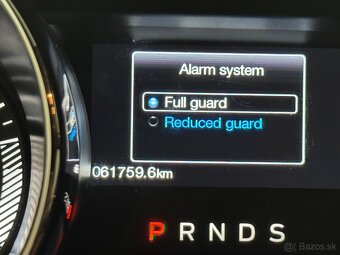 Alarm system
Full guard
Reduced guard
061759.6km
P R N D S
© Bazos.sk